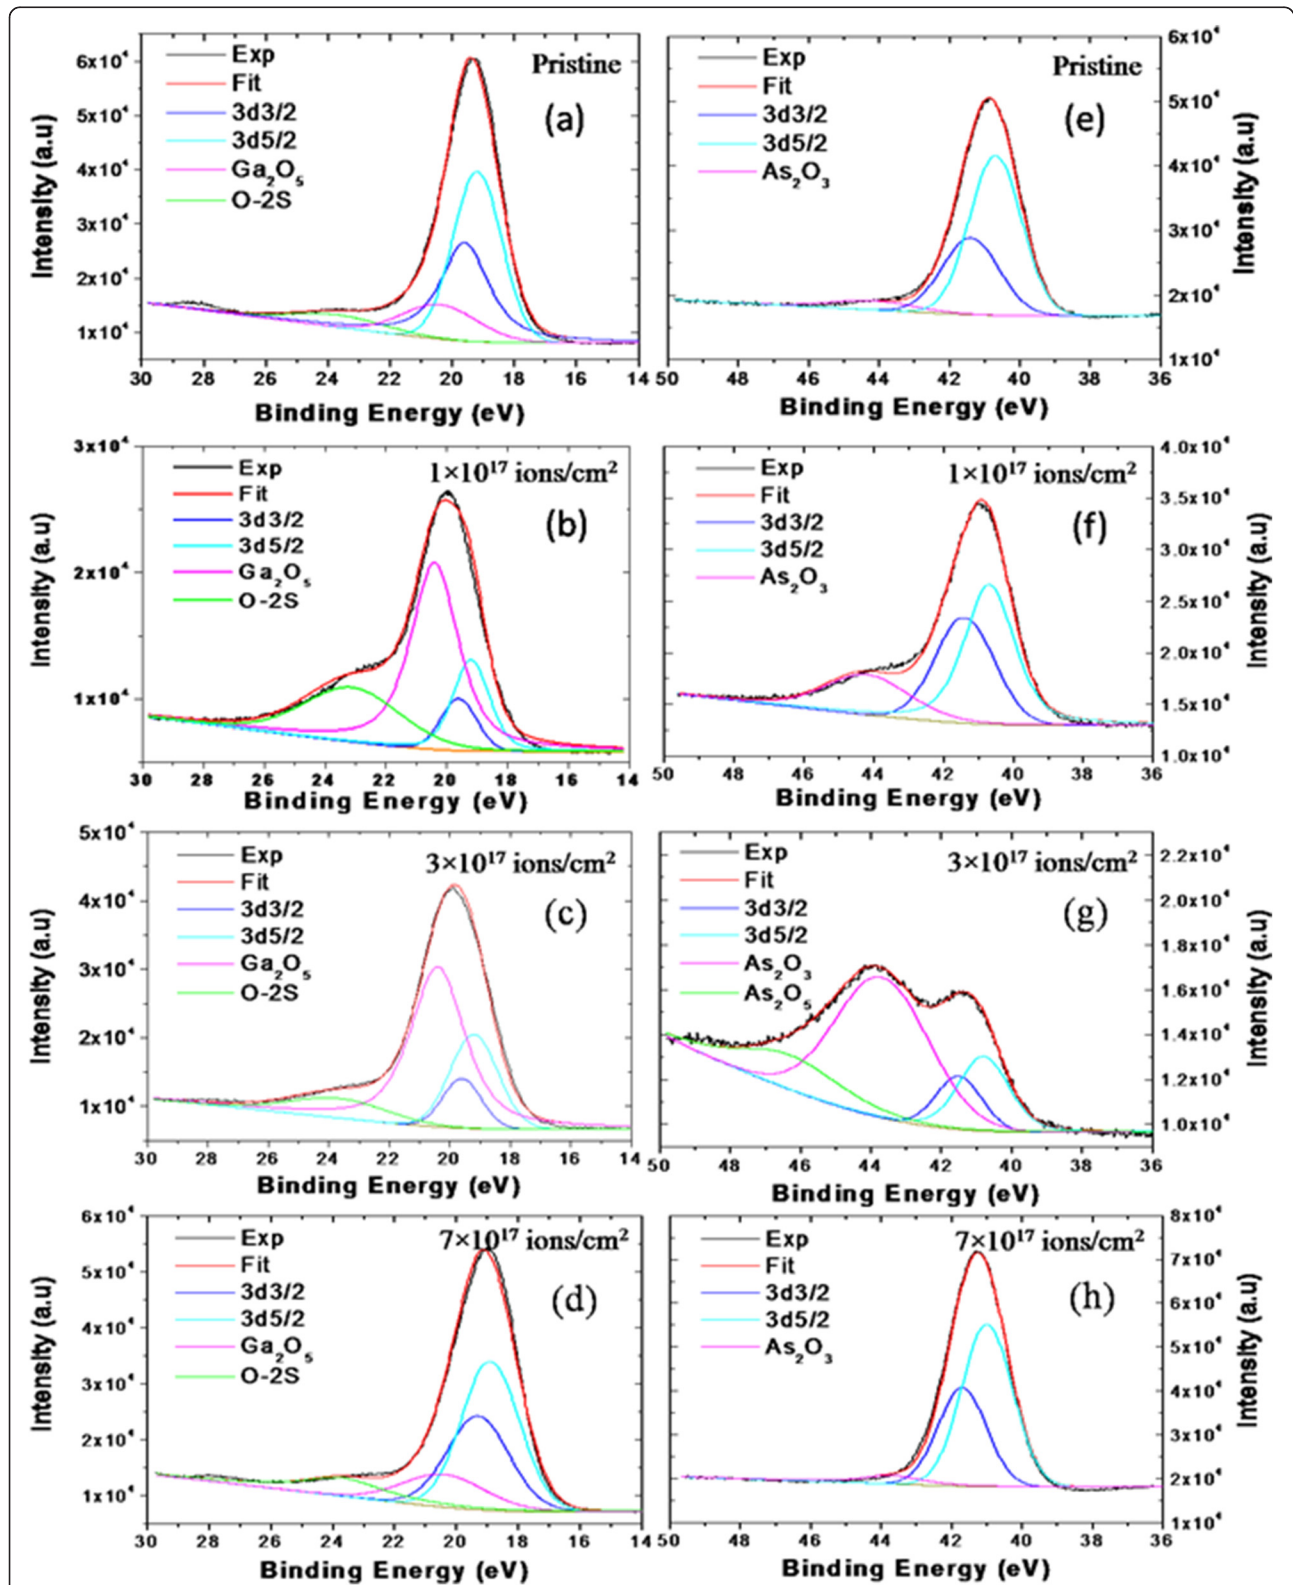 Exp
Fit
3d3/2
3d5/2
Ga₂O₅
O-2S
Pristine
(a)
6x10⁴
5x10⁴
4x10⁴
3x10⁴
2x10⁴
1x10⁴
Intensity (a.u)
30 28 26 24 22 20 18 16 14
Binding Energy (eV)
Exp
Fit
3d3/2
3d5/2
As₂O₃
Pristine
(e)
6x10⁴
5x10⁴
4x10⁴
3x10⁴
2x10⁴
1x10⁴
Intensity (a.u)
50 48 46 44 42 40 38 36
Binding Energy (eV)
Exp
Fit
3d3/2
3d5/2
Ga₂O₅
O-2S
1×10¹⁷ ions/cm²
(b)
3x10⁴
2x10⁴
1x10⁴
Intensity (a.u)
30 28 26 24 22 20 18 16 14
Binding Energy (eV)
Exp
Fit
3d3/2
3d5/2
As₂O₃
1×10¹⁷ ions/cm²
(f)
4.0x10⁴
3.5x10⁴
3.0x10⁴
2.5x10⁴
2.0x10⁴
1.5x10⁴
1.0x10⁴
Intensity (a.u)
50 48 46 44 42 40 38 36
Binding Energy (eV)
Exp
Fit
3d3/2
3d5/2
Ga₂O₅
O-2S
3×10¹⁷ ions/cm²
(c)
5x10⁴
4x10⁴
3x10⁴
2x10⁴
1x10⁴
Intensity (a.u)
30 28 26 24 22 20 18 16 14
Binding Energy (eV)
Exp
Fit
3d3/2
3d5/2
As₂O₃
As₂O₅
3×10¹⁷ ions/cm²
(g)
2.2x10⁴
2.0x10⁴
1.8x10⁴
1.6x10⁴
1.4x10⁴
1.2x10⁴
1.0x10⁴
Intensity (a.u)
50 48 46 44 42 40 38 36
Binding Energy (eV)
Exp
Fit
3d3/2
3d5/2
Ga₂O₅
O-2S
7×10¹⁷ ions/cm²
(d)
6x10⁴
5x10⁴
4x10⁴
3x10⁴
2x10⁴
1x10⁴
Intensity (a.u)
30 28 26 24 22 20 18 16 14
Binding Energy (eV)
Exp
Fit
3d3/2
3d5/2
As₂O₃
7×10¹⁷ ions/cm²
(h)
8x10⁴
7x10⁴
6x10⁴
5x10⁴
4x10⁴
3x10⁴
2x10⁴
1x10⁴
Intensity (a.u)
50 48 46 44 42 40 38 36
Binding Energy (eV)